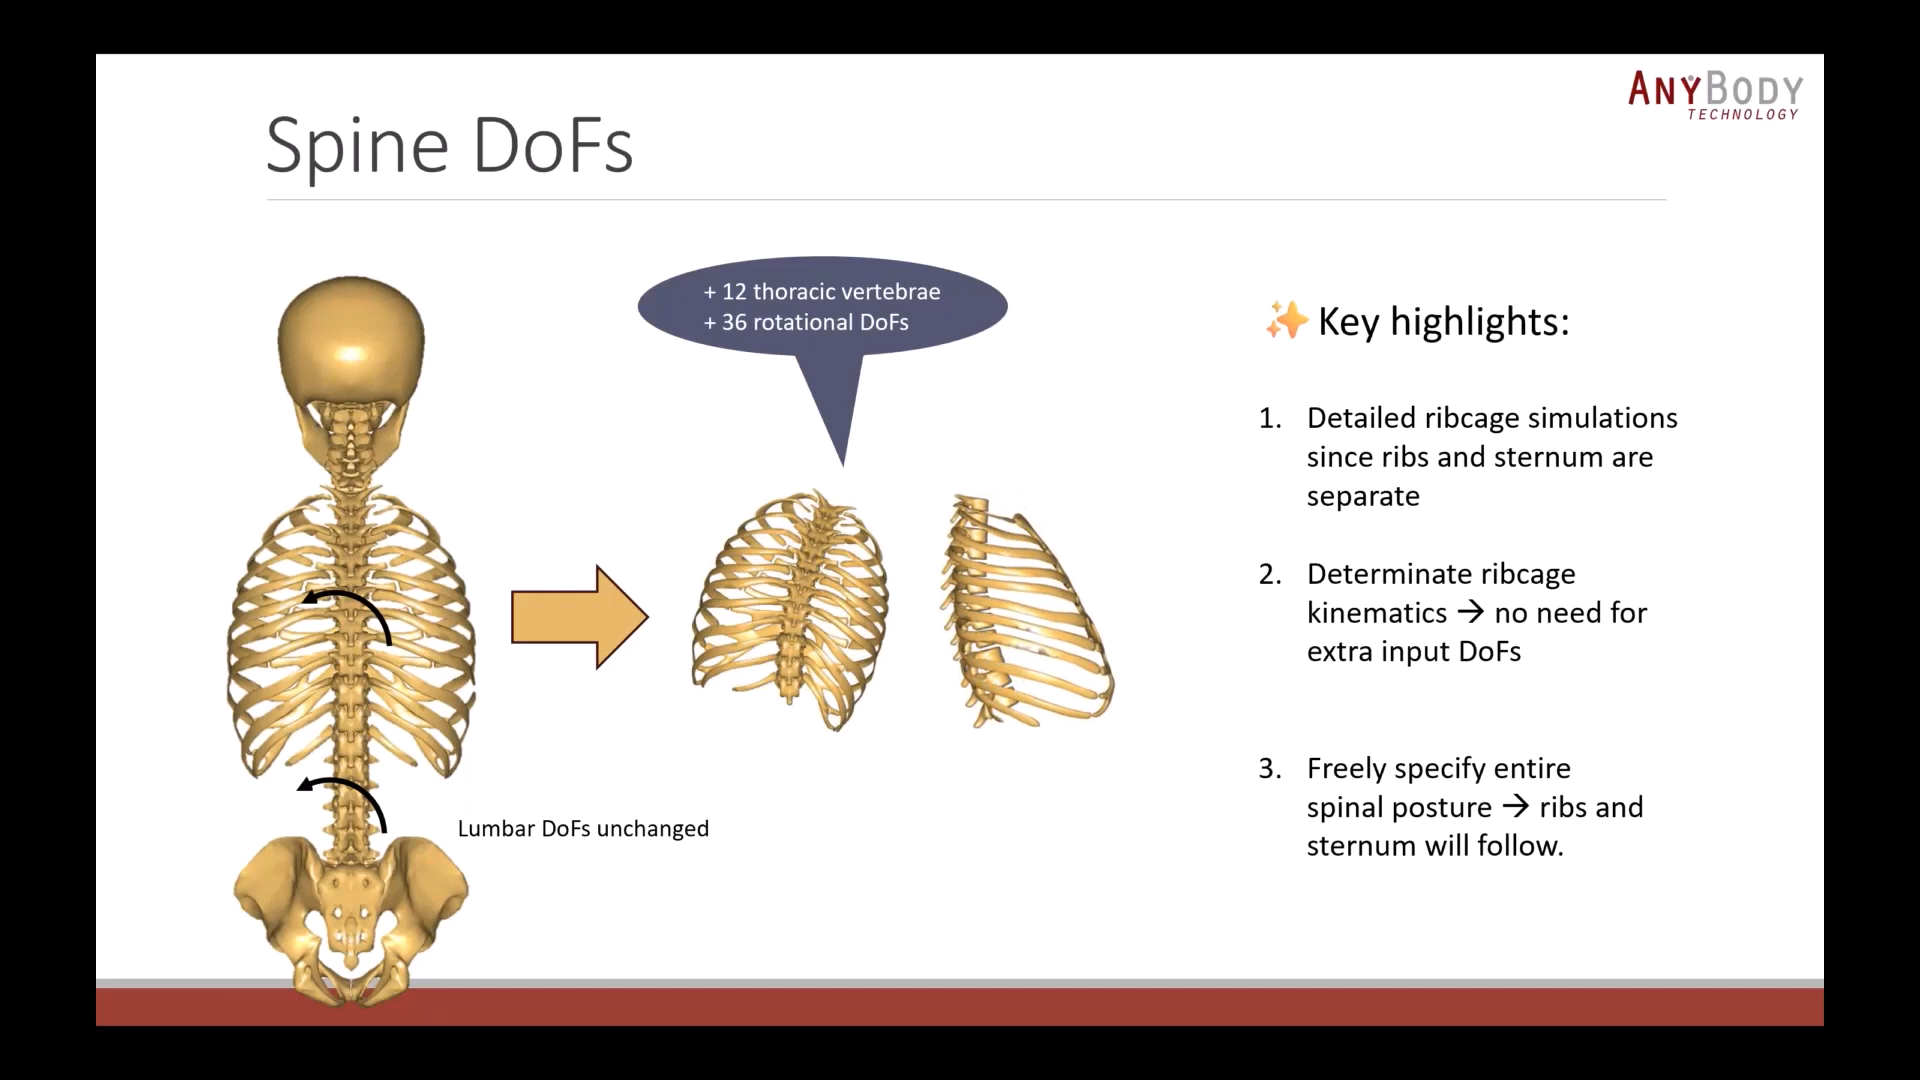 ANYBODY
TECHNOLOGY
Spine DoFs
+ 12 thoracic vertebrae
+ 36 rotational DoFs
Lumbar DoFs unchanged
✨ Key highlights:
1. Detailed ribcage simulations
since ribs and sternum are
separate
2. Determinate ribcage
kinematics → no need for
extra input DoFs
3. Freely specify entire
spinal posture → ribs and
sternum will follow.